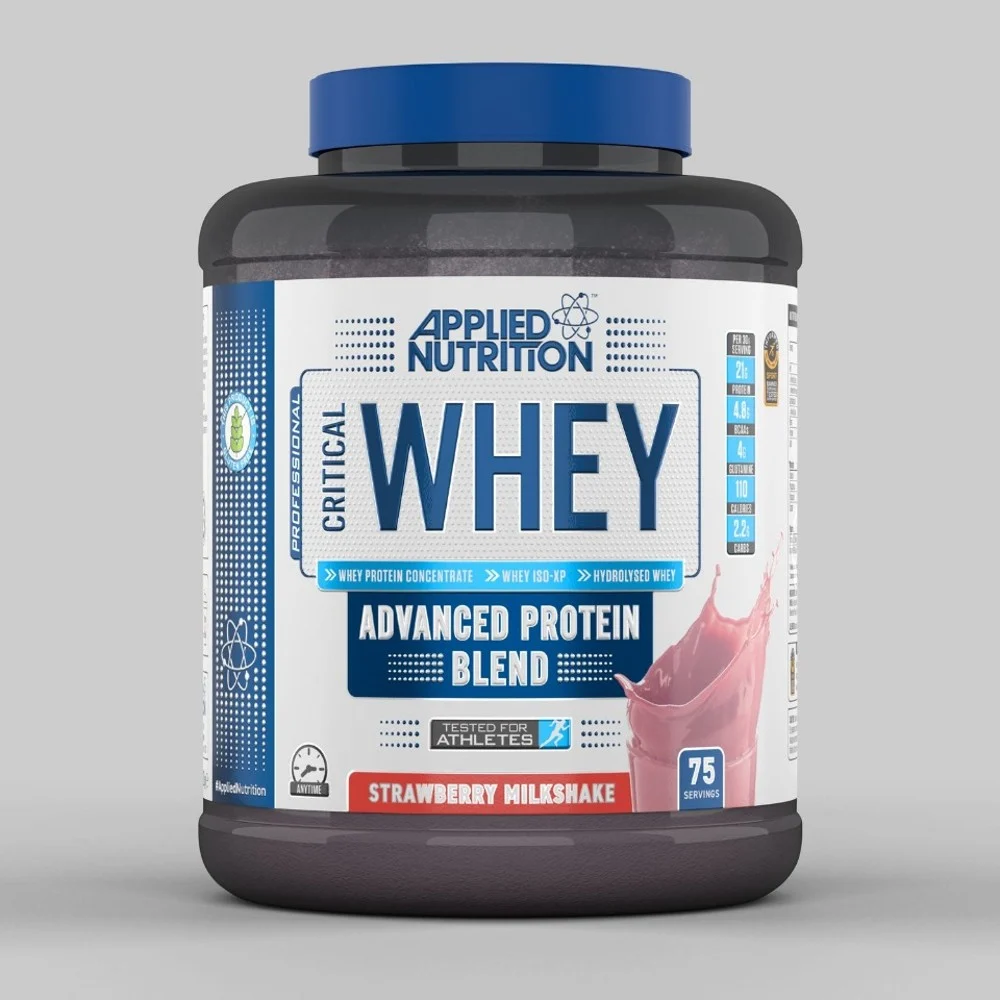 APPLIED
NUTRITION
™
PROFESSIONAL
CRITICAL
WHEY
WHEY PROTEIN CONCENTRATE WHEY ISO-XP HYDROLYSED WHEY
ADVANCED PROTEIN
BLEND
TESTED FOR
ATHLETES
ANYTIME
STRAWBERRY MILKSHAKE
75
SERVINGS
PER 30g
SERVING
21g
PROTEIN
4.8g
BCAAs
4g
GLUTAMINE
110
CALORIES
2.2g
CARBS
#AppliedNutrition